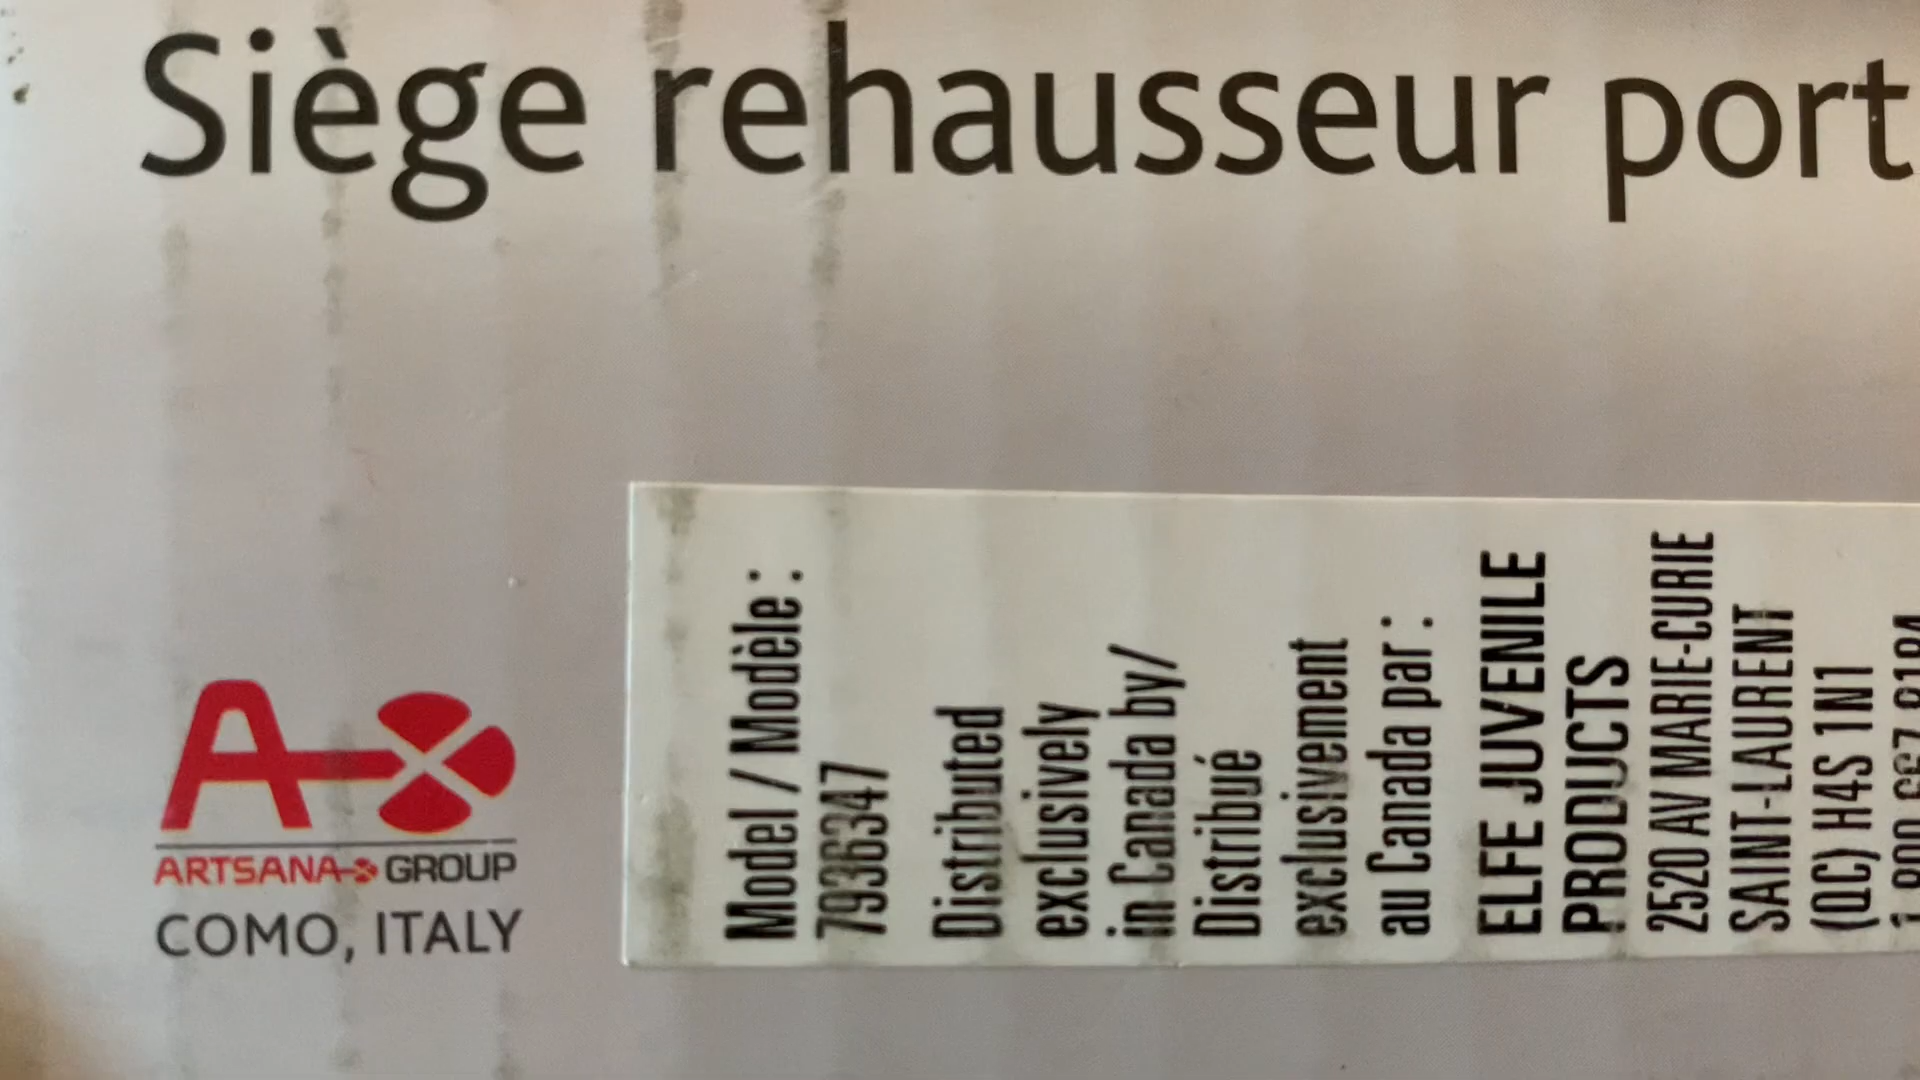 Siège rehausseur port
ARTSANA GROUP
COMO, ITALY
Model / Modèle :
7936347
Distributed
exclusively
in Canada by/
Distribué
exclusivement
au Canada par :
ELFE JUVENILE
PRODUCTS
2520 AV MARIE-CURIE
SAINT-LAURENT
(QC) H4S 1N1